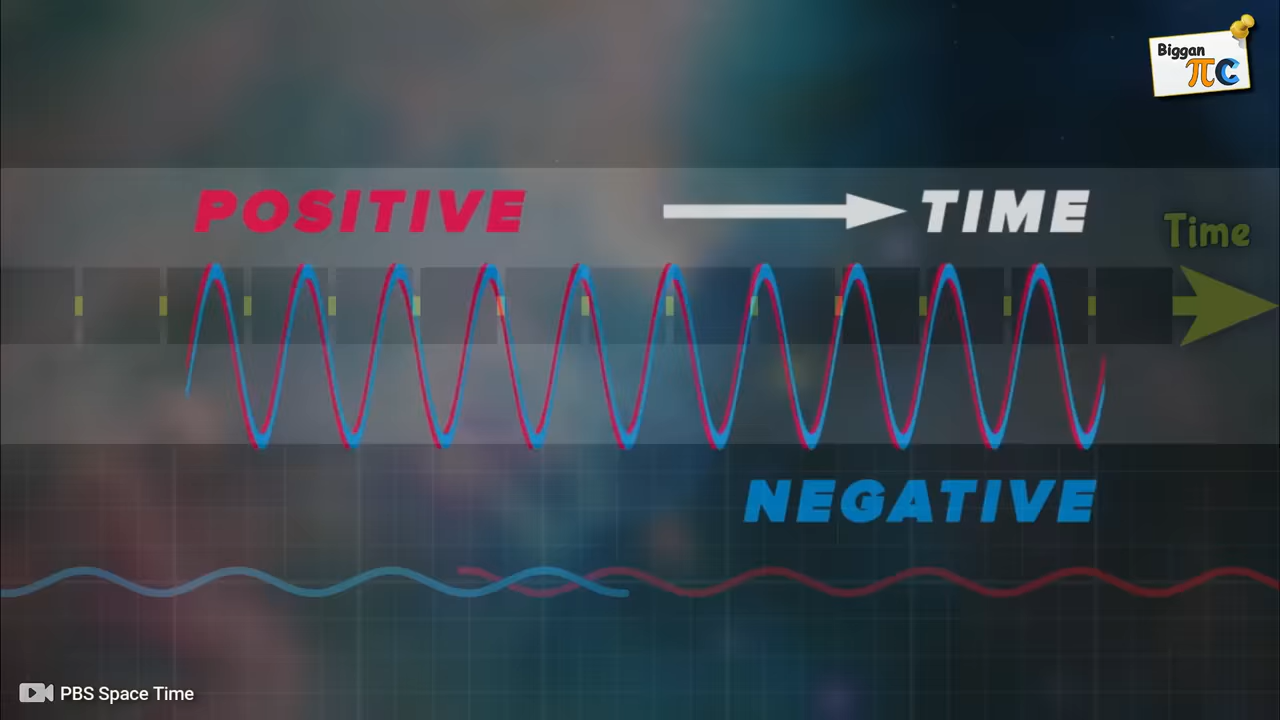 Biggan
πC
POSITIVE
TIME
Time
NEGATIVE
PBS Space Time